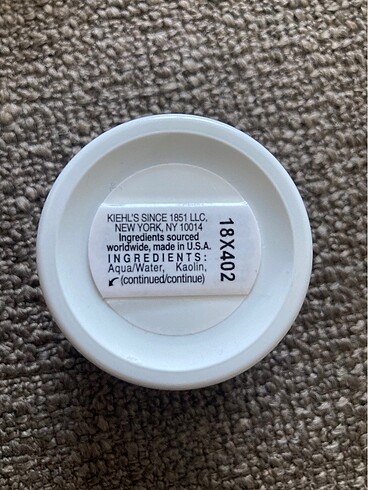 KIEHL'S SINCE 1851 LLC,
NEW YORK, NY 10014
Ingredients sourced
worldwide, made in U.S.A.
INGREDIENTS:
Aqua/Water, Kaolin,
(continued/continue)
18X402